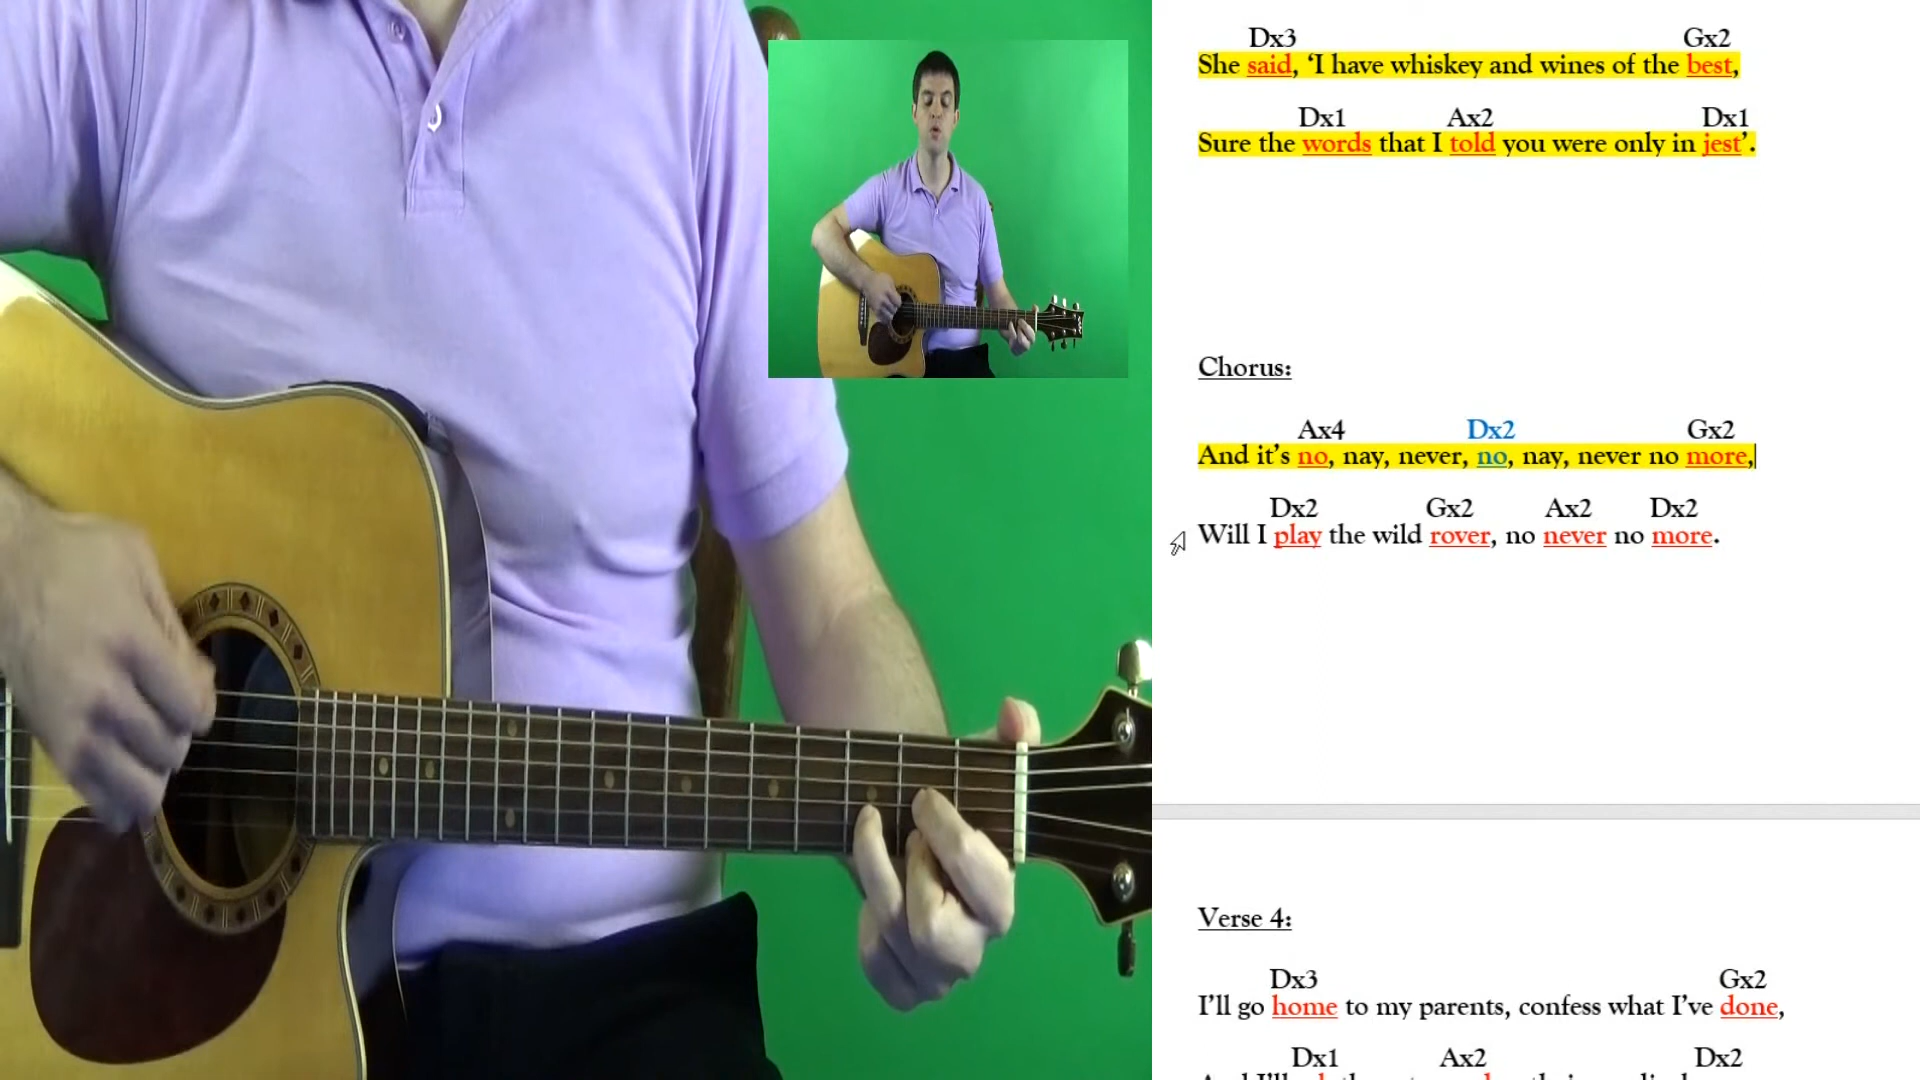 Dx3 Gx2
She said, ‘I have whiskey and wines of the best,
Dx1 Ax2 Dx1
Sure the words that I told you were only in jest’.
Chorus:
Ax4 Dx2 Gx2
And it’s no, nay, never, no, nay, never no more,
Dx2 Gx2 Ax2 Dx2
Will I play the wild rover, no never no more.
Verse 4:
Dx3 Gx2
I’ll go home to my parents, confess what I’ve done,
Dx1 Ax2 Dx2